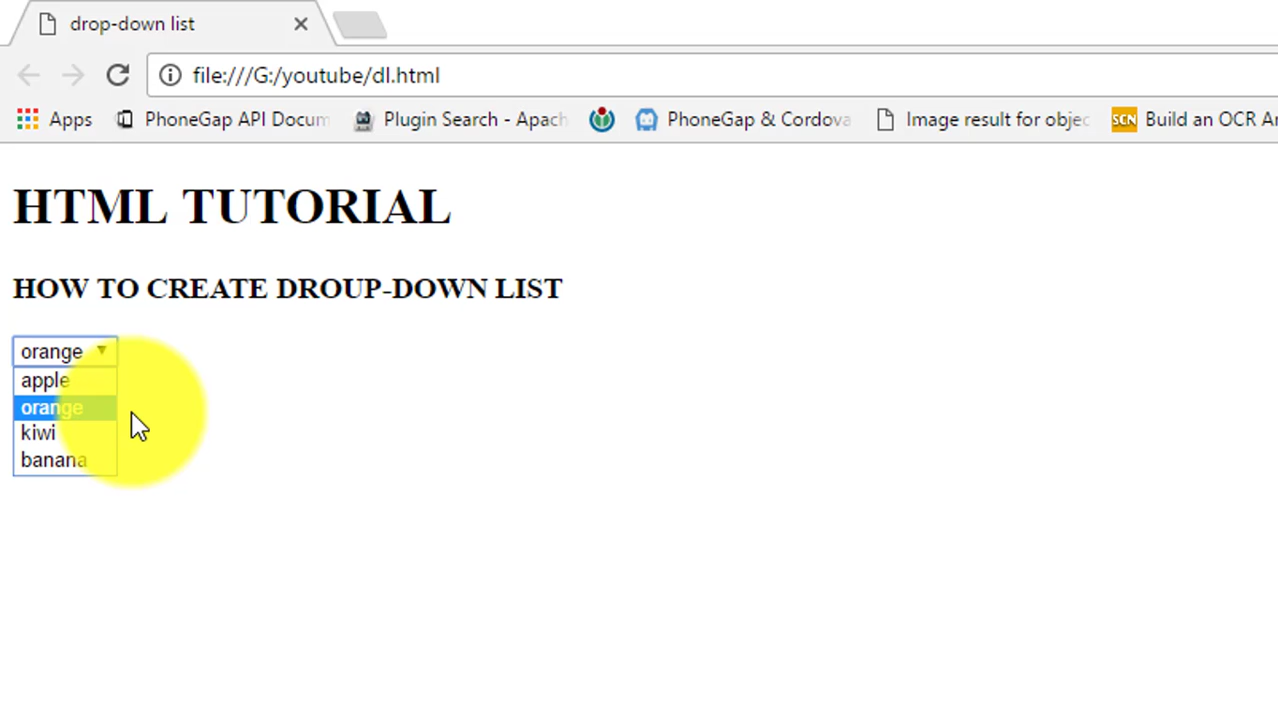 drop-down list
file:///G:/youtube/dl.html
Apps PhoneGap API Docum Plugin Search - Apach PhoneGap & Cordova Image result for objec SCN Build an OCR A
HTML TUTORIAL
HOW TO CREATE DROUP-DOWN LIST
orange
apple
orange
kiwi
banana